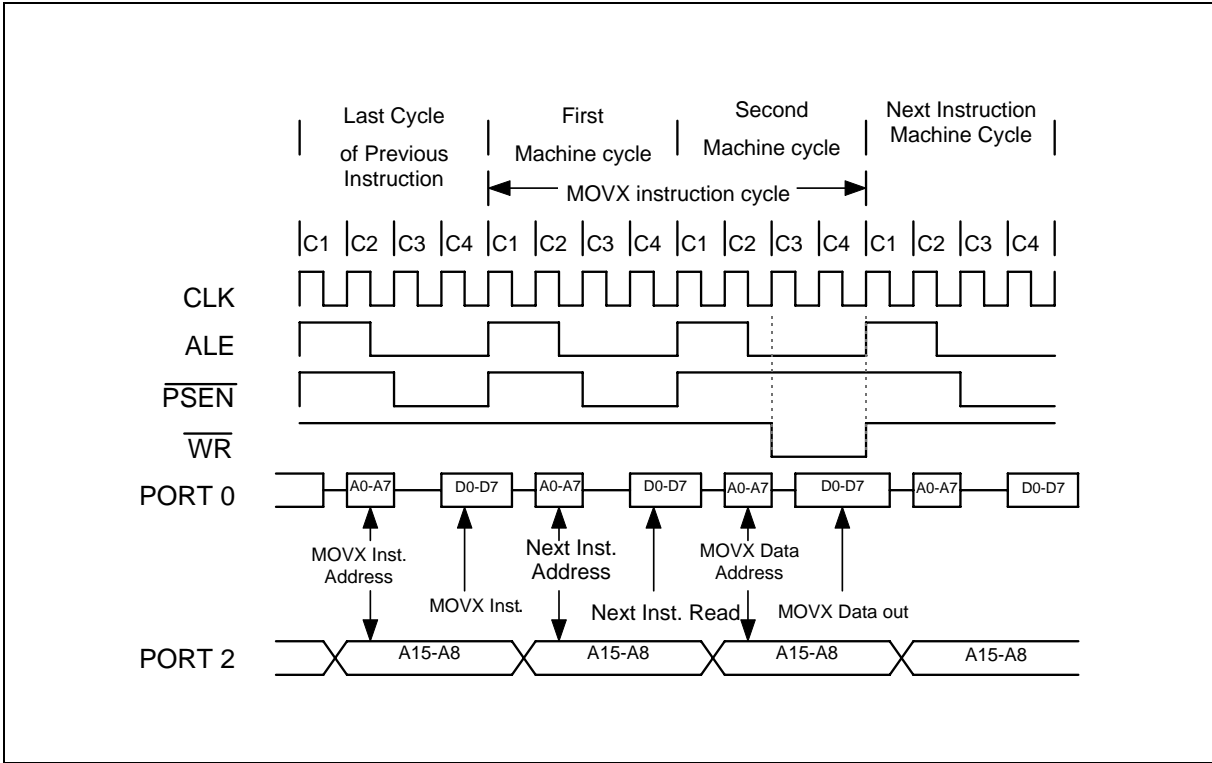 Last Cycle
of Previous
Instruction
First
Machine cycle
Second
Machine cycle
Next Instruction
Machine Cycle
MOVX instruction cycle
C1 C2 C3 C4 C1 C2 C3 C4 C1 C2 C3 C4 C1 C2 C3 C4
CLK
ALE
PSEN
WR
PORT 0
A0-A7 D0-D7 A0-A7 D0-D7 A0-A7 D0-D7 A0-A7 D0-D7
MOVX Inst.
Address
MOVX Inst.
Next Inst.
Address
Next Inst. Read
MOVX Data
Address
MOVX Data out
PORT 2
A15-A8 A15-A8 A15-A8 A15-A8